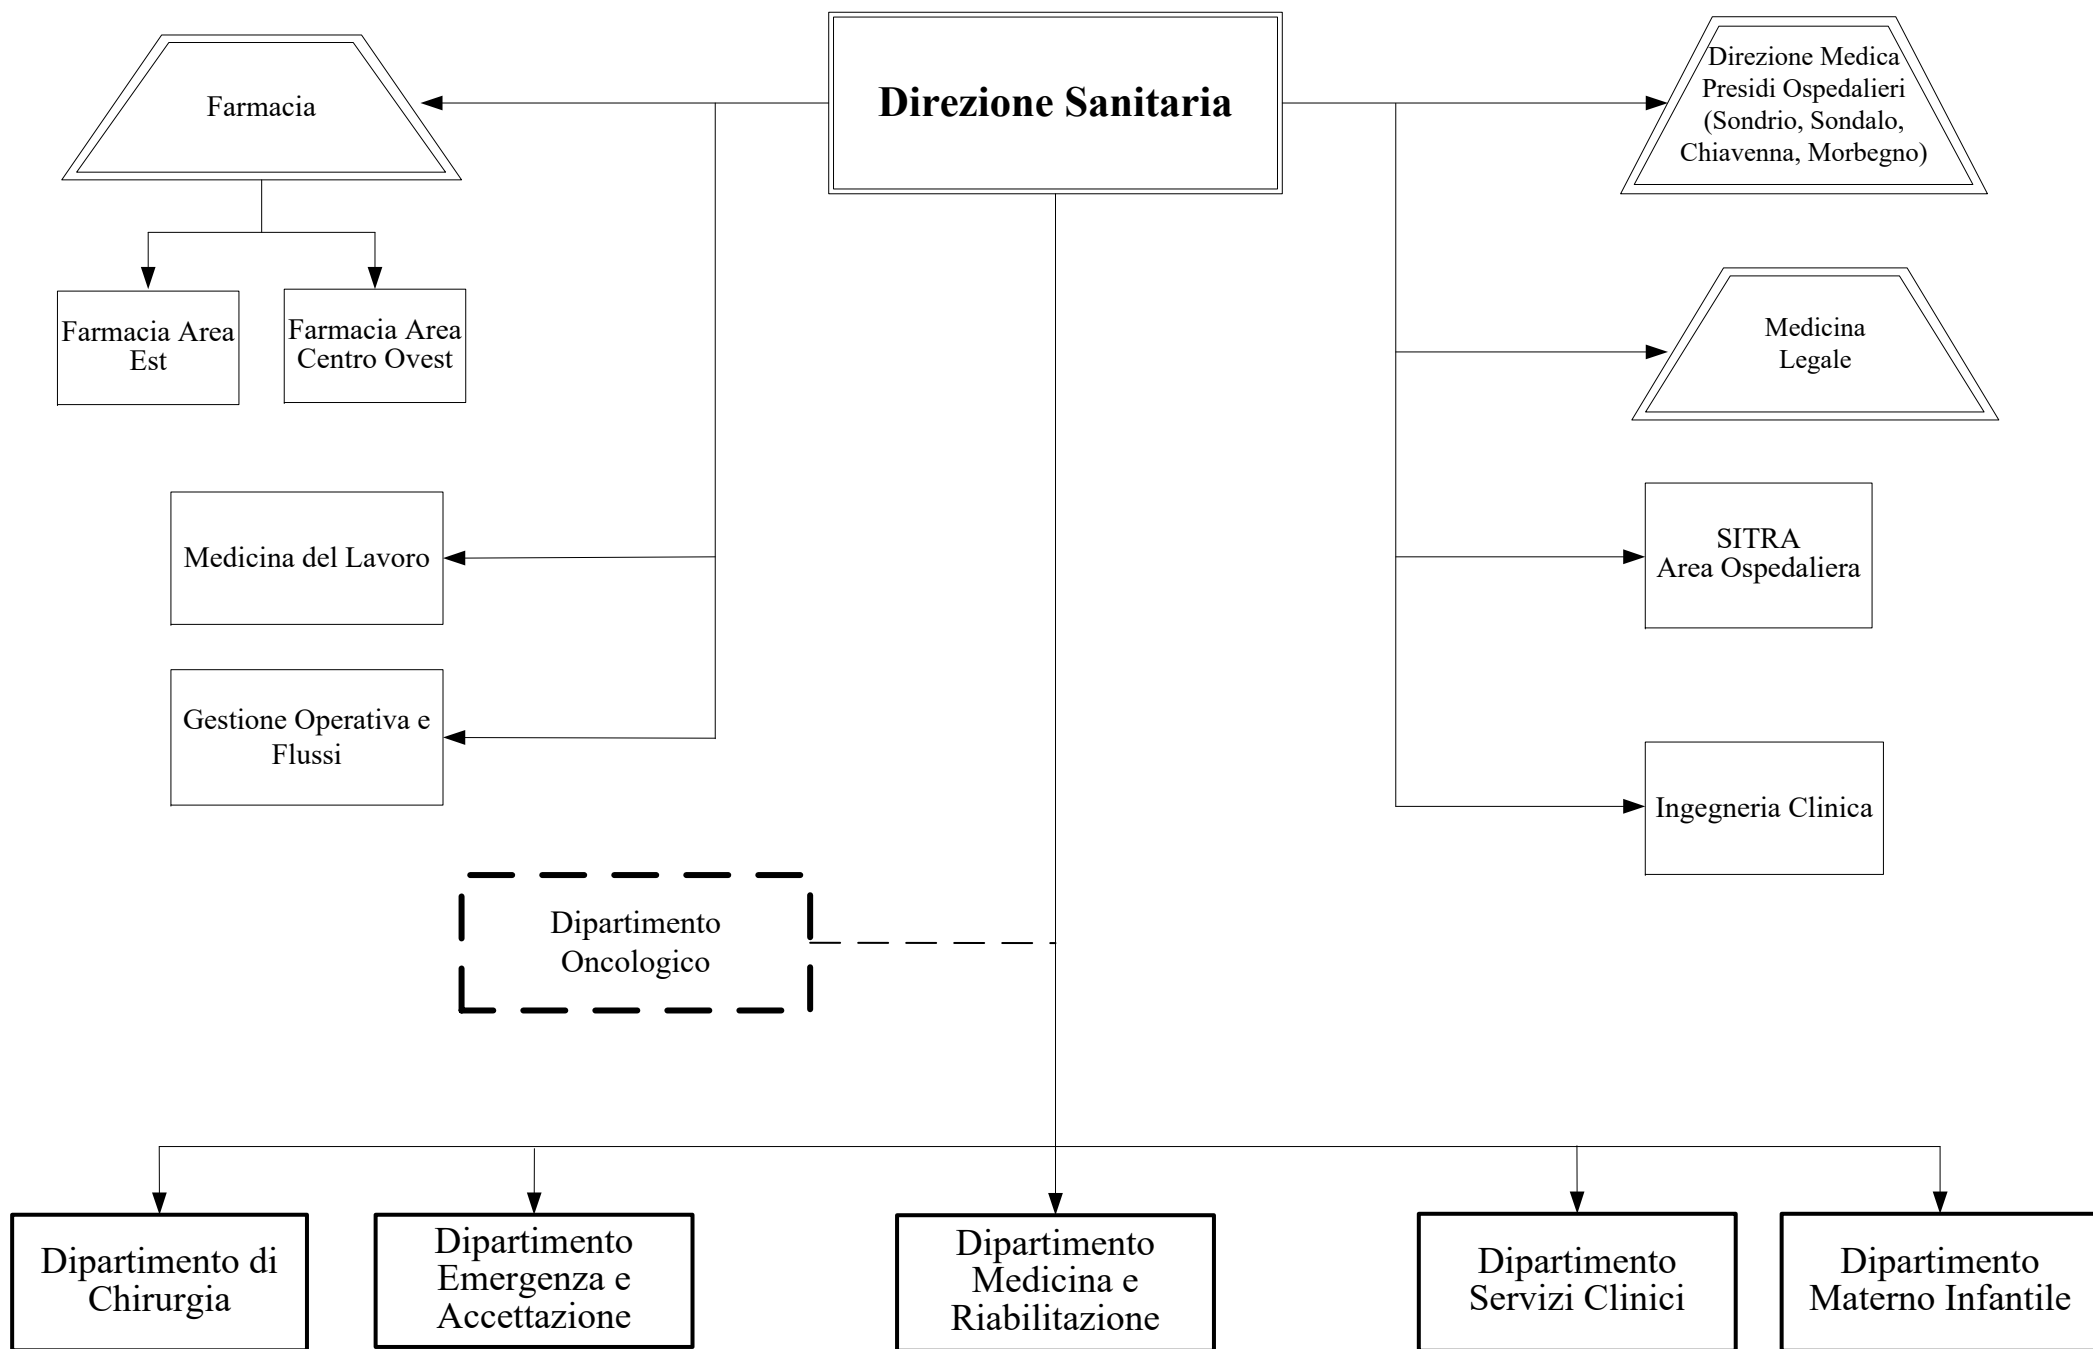 Direzione Sanitaria
Farmacia
Direzione Medica
Presidi Ospedalieri
(Sondrio, Sondalo,
Chiavenna, Morbegno)
Farmacia Area
Est
Farmacia Area
Centro Ovest
Medicina
Legale
Medicina del Lavoro
SITRA
Area Ospedaliera
Gestione Operativa e
Flussi
Ingegneria Clinica
Dipartimento
Oncologico
Dipartimento di
Chirurgia
Dipartimento
Emergenza e
Accettazione
Dipartimento
Medicina e
Riabilitazione
Dipartimento
Servizi Clinici
Dipartimento
Materno Infantile